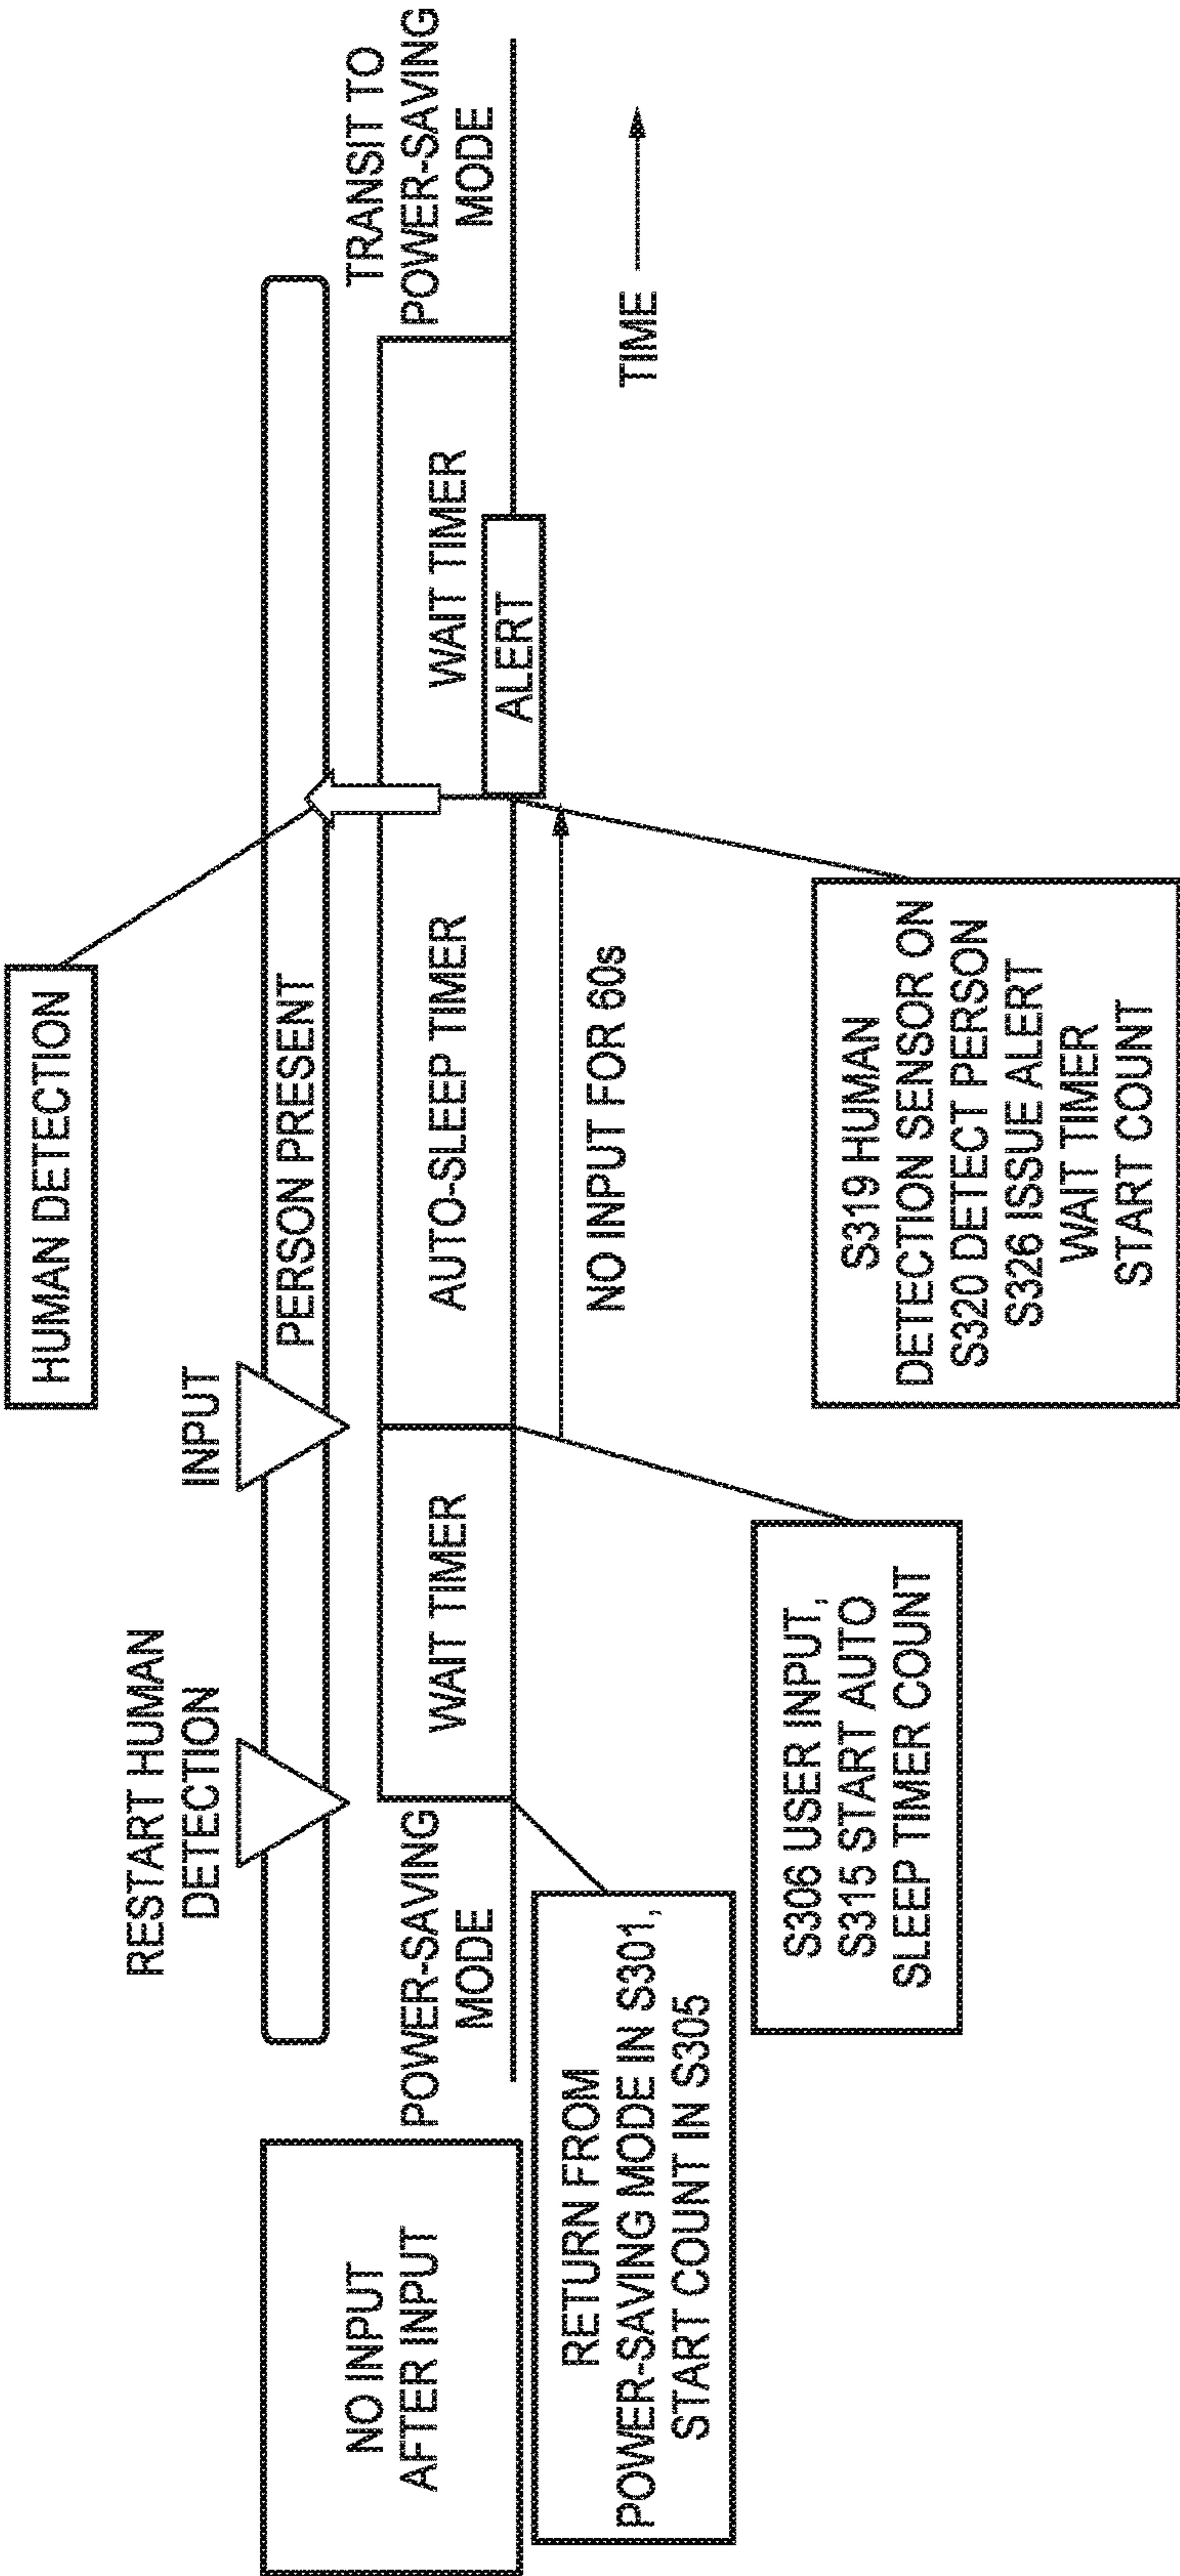 NO INPUT
AFTER INPUT
RESTART HUMAN
DETECTION
INPUT
HUMAN DETECTION
PERSON PRESENT
POWER-SAVING
MODE
WAIT TIMER
AUTO-SLEEP TIMER
WAIT TIMER
ALERT
TRANSIT TO
POWER-SAVING
MODE
NO INPUT FOR 60s
TIME
RETURN FROM
POWER-SAVING MODE IN S301,
START COUNT IN S305
S306 USER INPUT,
S315 START AUTO
SLEEP TIMER COUNT
S319 HUMAN
DETECTION SENSOR ON
S320 DETECT PERSON
S326 ISSUE ALERT
WAIT TIMER
START COUNT